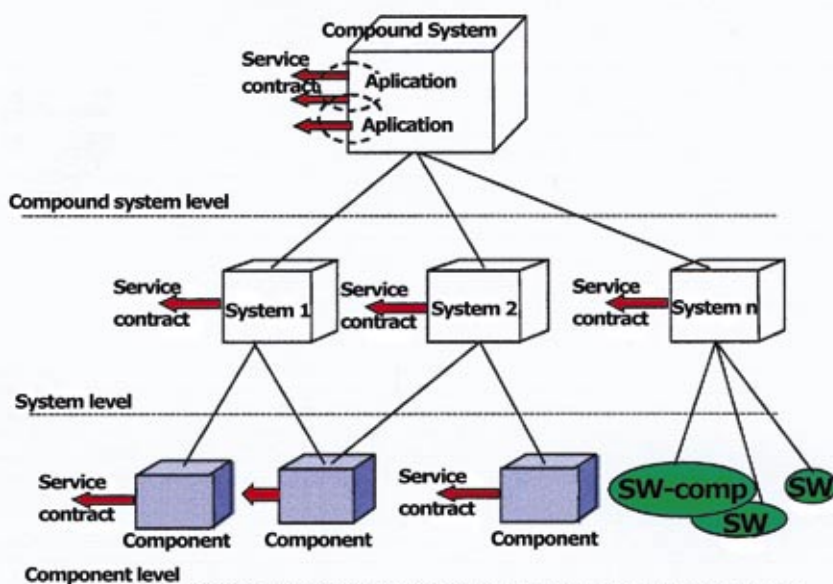 Compound System
Service
contract
Aplication
Aplication
Compound system level
Service
contract
System 1
Service
contract
System 2
Service
contract
System n
System level
Service
contract
Component
Component
Service
contract
Component
SW-comp
SW
SW
Component level